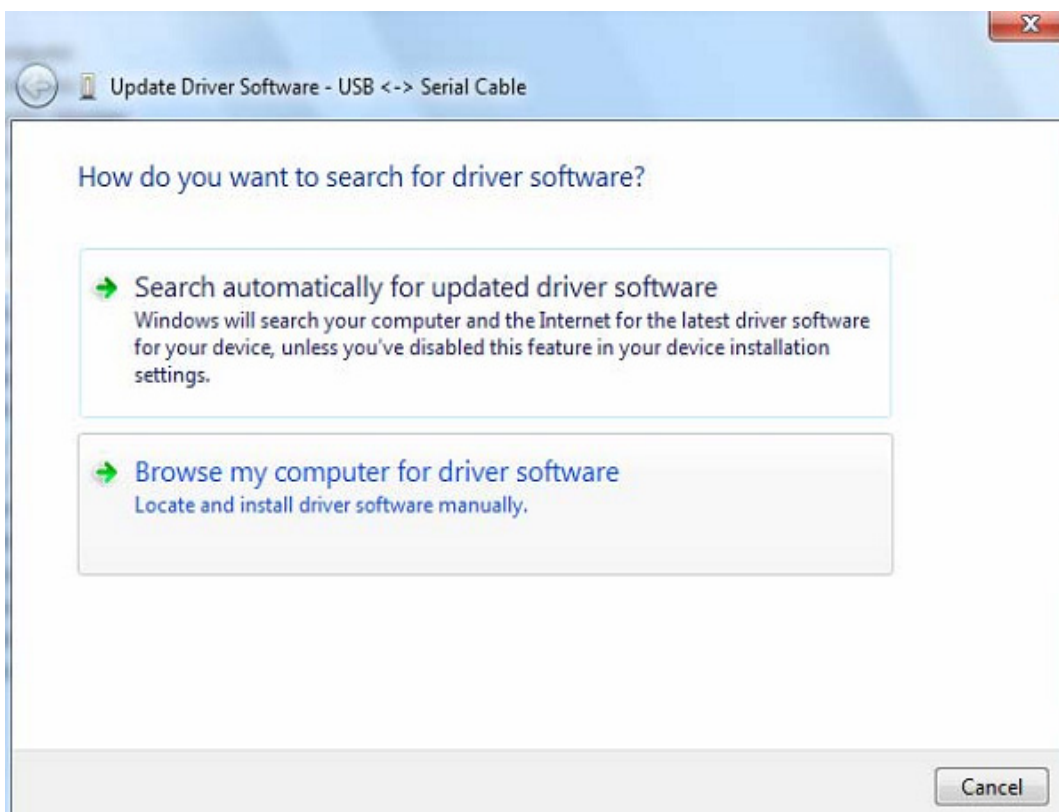 Update Driver Software - USB <-> Serial Cable
How do you want to search for driver software?
Search automatically for updated driver software
Windows will search your computer and the Internet for the latest driver software
for your device, unless you've disabled this feature in your device installation
settings.
Browse my computer for driver software
Locate and install driver software manually.
Cancel